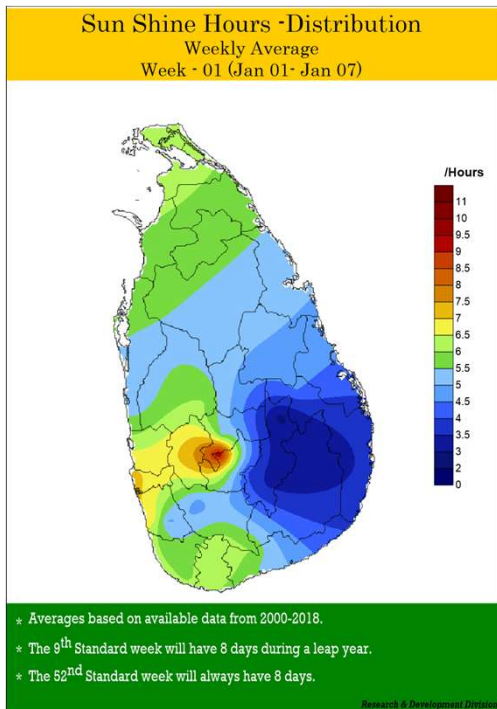 Sun Shine Hours -Distribution
Weekly Average
Week - 01 (Jan 01- Jan 07)
/Hours
11
10
9.5
9
8.5
8
7.5
7
6.5
6
5.5
5
4.5
4
3.5
3
2
0
* Averages based on available data from 2000-2018.
* The 9th Standard week will have 8 days during a leap year.
* The 52nd Standard week will always have 8 days.
Research & Development Division